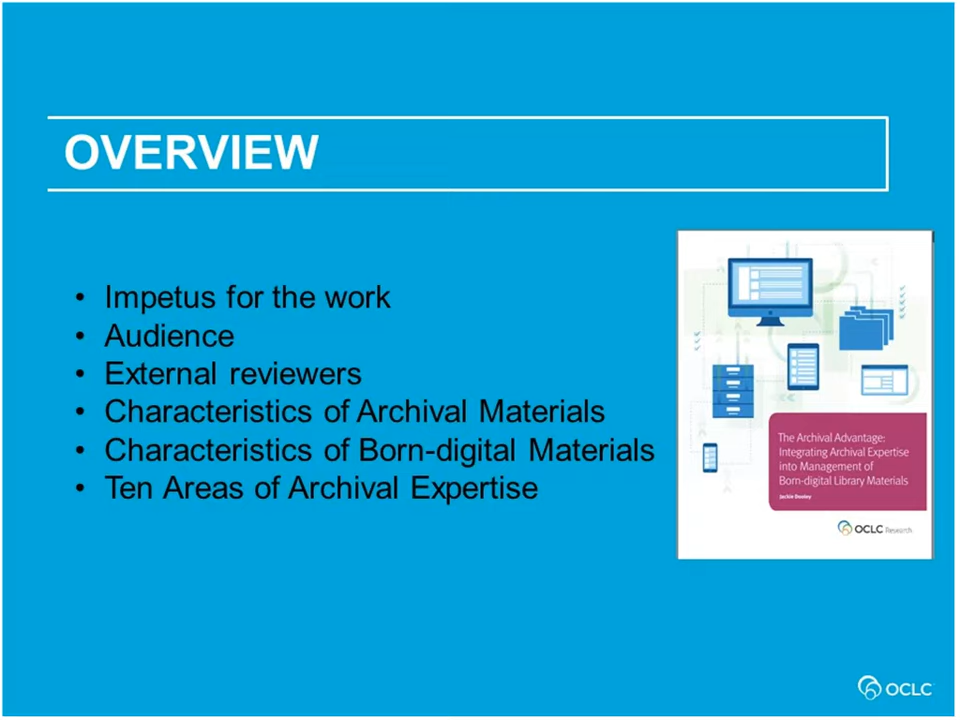 OVERVIEW
• Impetus for the work
• Audience
• External reviewers
• Characteristics of Archival Materials
• Characteristics of Born-digital Materials
• Ten Areas of Archival Expertise
The Archival Advantage:
Integrating Archival Expertise
into Management of
Born-digital Library Materials
Jackie Dooley
OCLC Research
OCLC